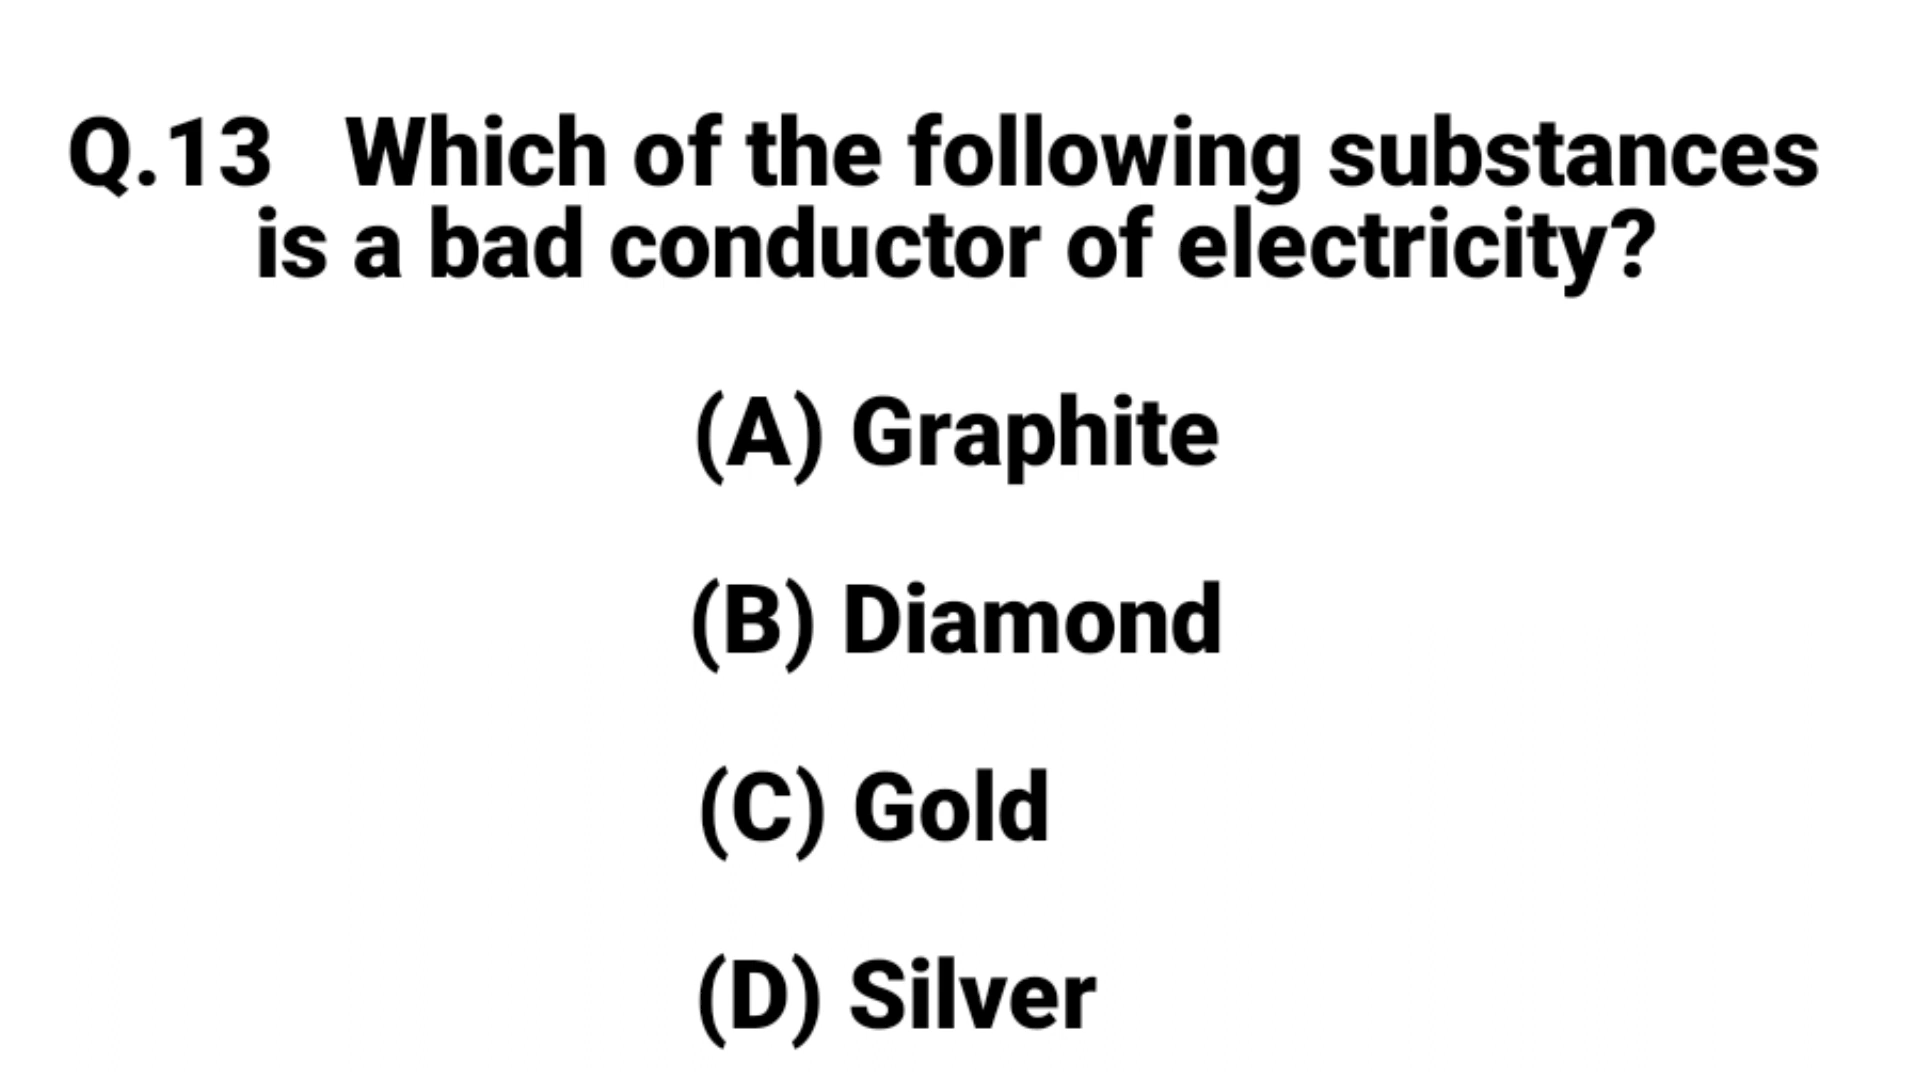 Q.13 Which of the following substances
is a bad conductor of electricity?
(A) Graphite
(B) Diamond
(C) Gold
(D) Silver